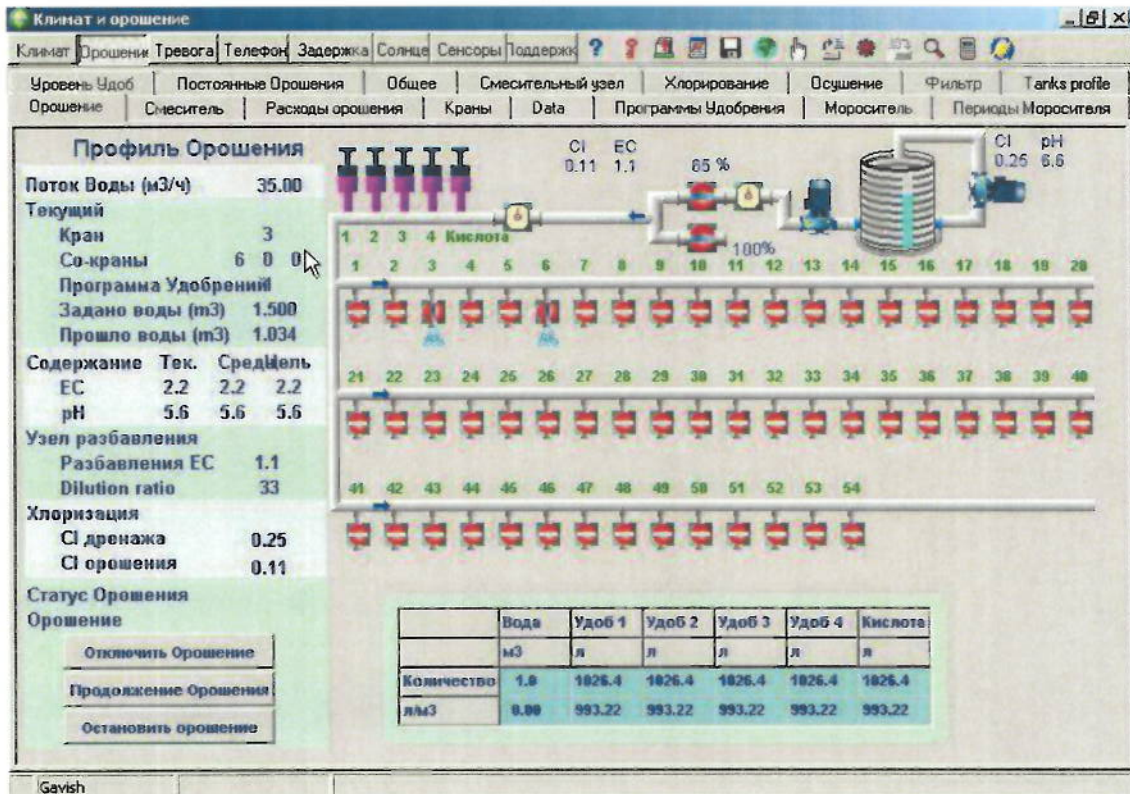 Климат и орошение
Климат Орошение Тревога Телефон Задержка Солнце Сенсоры Поддержк
Уровень Удоб Постоянные Орошения Общее Смесительный узел Хлорирование Осушение Фильтр Tanks profile
Орошение Смеситель Расходы орошения Краны Data Программы Удобрения Мороситель Периоды Моросителя
Профиль Орошения
Поток Воды (м3/ч) 35.00
Текущий
Кран 3
Со-краны 6 0 0
Программа Удобрений
Задано воды (m3) 1.500
Прошло воды (m3) 1.034
Содержание Тек. Сред Цель
EC 2.2 2.2 2.2
pH 5.6 5.6 5.6
Узел разбавления
Разбавления EC 1.1
Dilution ratio 33
Хлоризация
Cl дренажа 0.25
Cl орошения 0.11
Статус Орошения
Орошение
Отключить Орошение
Продолжение Орошения
Остановить орошение
Cl EC
0.11 1.1
85 %
100%
Cl pH
0.25 6.6
1 2 3 4 Кислота
1 2 3 4 5 6 7 8 9 10 11 12 13 14 15 16 17 18 19 20
21 22 23 24 25 26 27 28 29 30 31 32 33 34 35 36 37 38 39 40
41 42 43 44 45 46 47 48 49 50 51 52 53 54
Вода Удоб 1 Удоб 2 Удоб 3 Удоб 4 Кислота
м3 л л л л л
Количество 1.0 1026.4 1026.4 1026.4 1026.4 1026.4
л/м3 0.00 993.22 993.22 993.22 993.22 993.22
Gavish